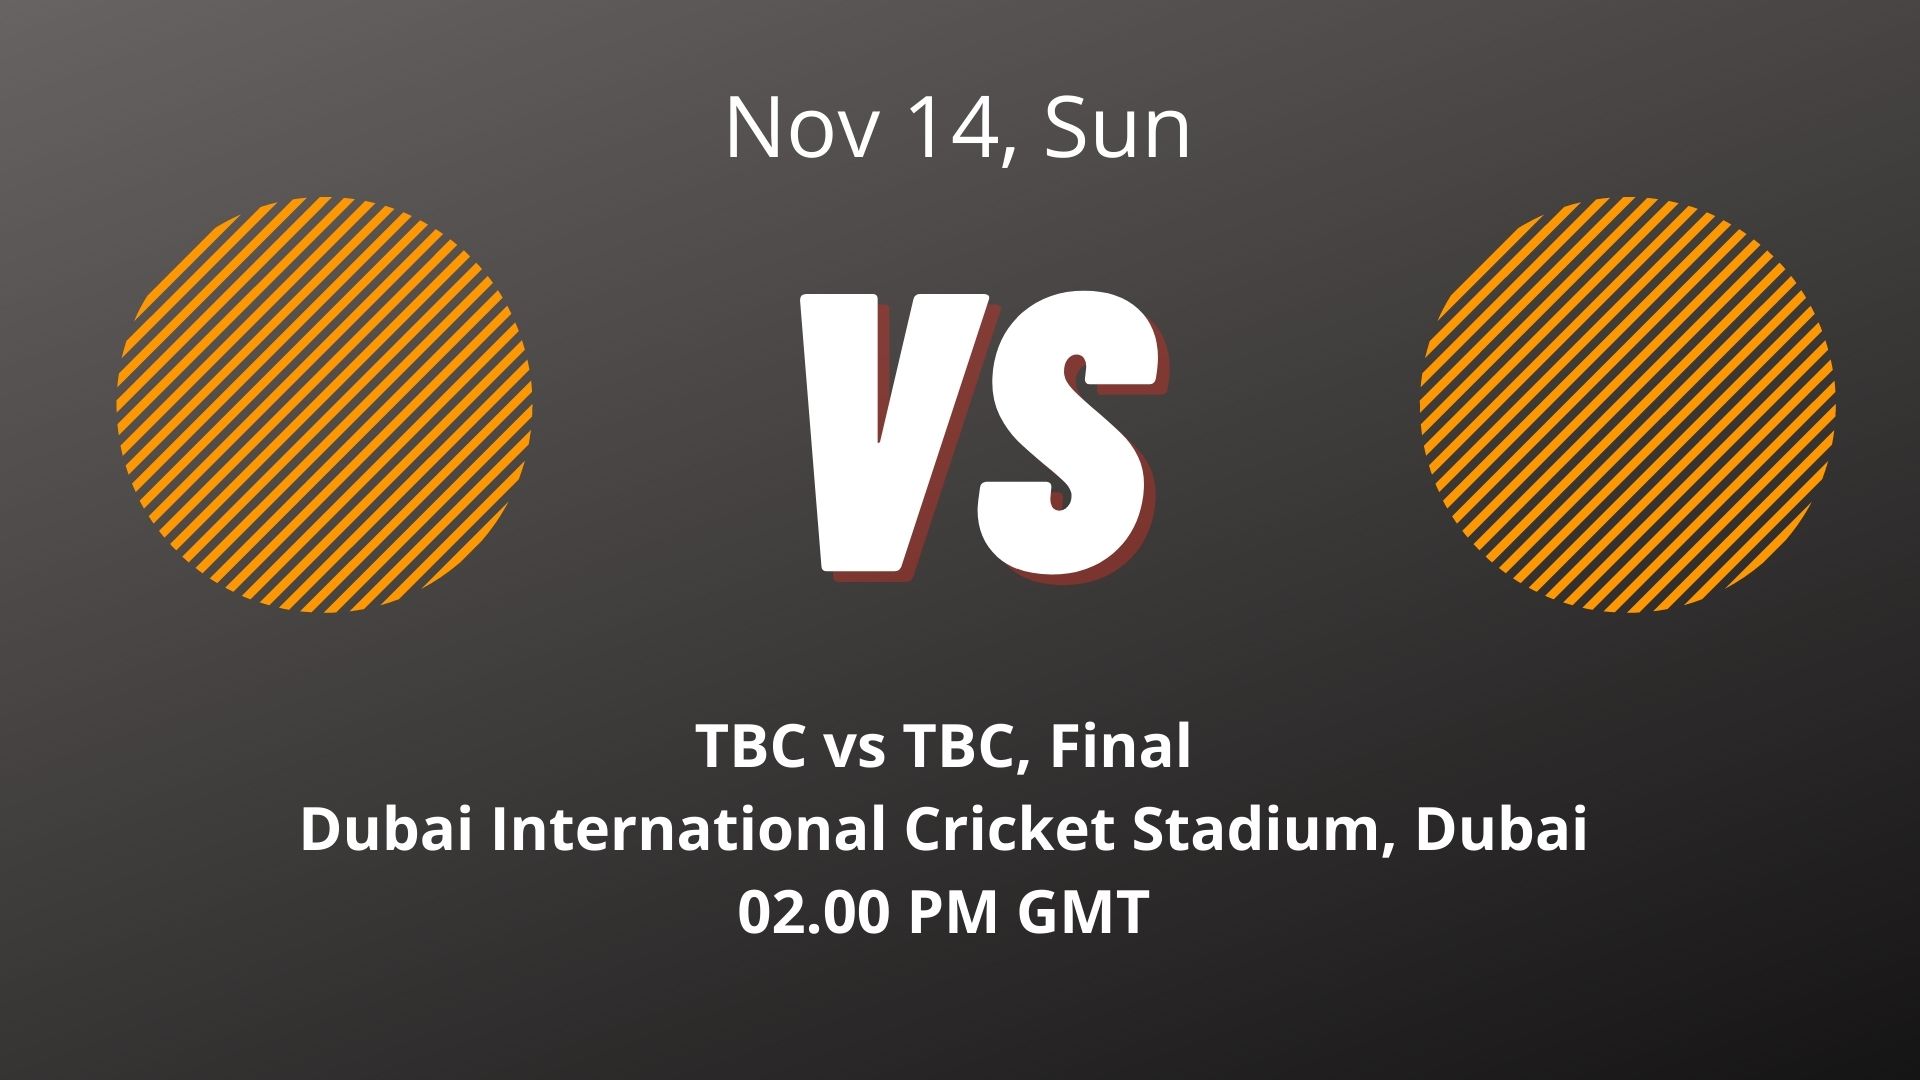 Nov 14, Sun
VS
TBC vs TBC, Final
Dubai International Cricket Stadium, Dubai
02.00 PM GMT